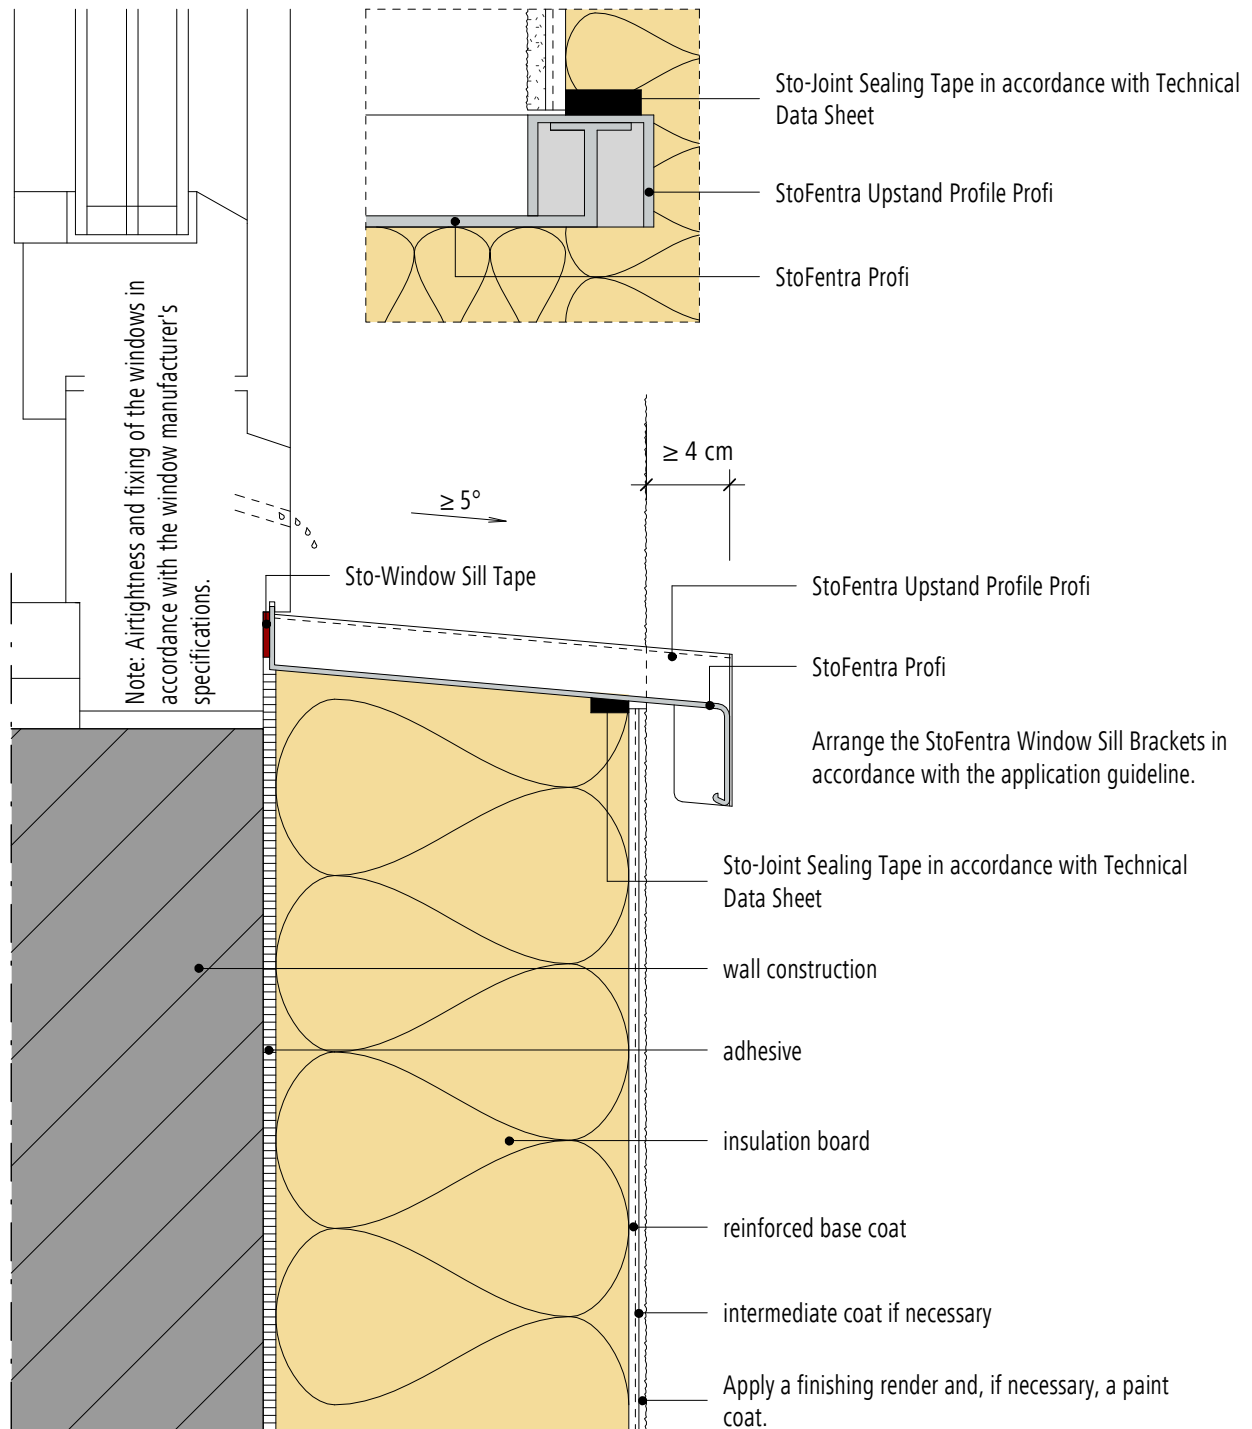 Sto-Joint Sealing Tape in accordance with Technical
Data Sheet
StoFentra Upstand Profile Profi
StoFentra Profi
Note: Airtightness and fixing of the windows in
accordance with the window manufacturer's
specifications.
≥ 4 cm
≥ 5°
Sto-Window Sill Tape
StoFentra Upstand Profile Profi
StoFentra Profi
Arrange the StoFentra Window Sill Brackets in
accordance with the application guideline.
Sto-Joint Sealing Tape in accordance with Technical
Data Sheet
wall construction
adhesive
insulation board
reinforced base coat
intermediate coat if necessary
Apply a finishing render and, if necessary, a paint
coat.